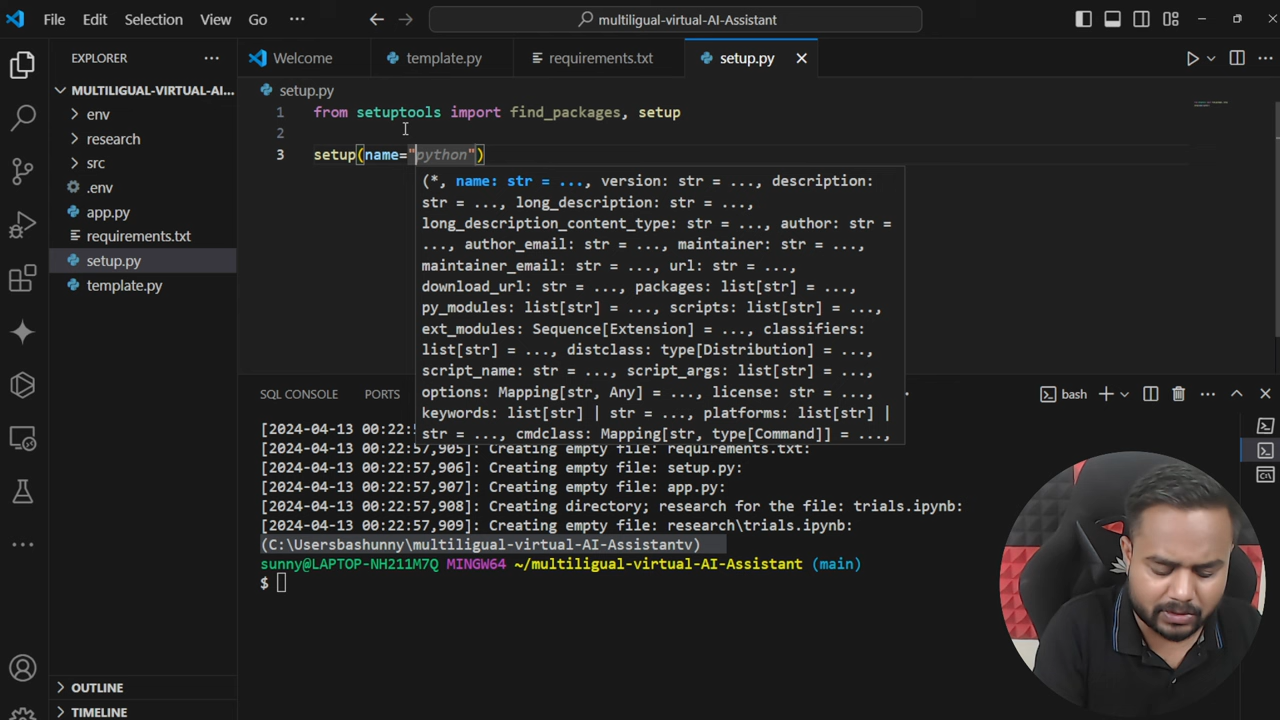 File Edit Selection View Go ··· multiligual-virtual-AI-Assistant
EXPLORER ···
Welcome template.py requirements.txt setup.py
MULTILIGUAL-VIRTUAL-AI-...
env
research
src
.env
app.py
requirements.txt
setup.py
template.py
OUTLINE
TIMELINE
setup.py
1 from setuptools import find_packages, setup
2
3 setup(name="python")
(*, name: str = ..., version: str = ..., description:
str = ..., long_description: str = ...,
long_description_content_type: str = ..., author: str =
..., author_email: str = ..., maintainer: str = ...,
maintainer_email: str = ..., url: str = ...,
download_url: str = ..., packages: list[str] = ...,
py_modules: list[str] = ..., scripts: list[str] = ...,
ext_modules: Sequence[Extension] = ..., classifiers:
list[str] = ..., distclass: type[Distribution] = ...,
script_name: str = ..., script_args: list[str] = ...,
options: Mapping[str, Any] = ..., license: str = ...,
keywords: list[str] | str = ..., platforms: list[str] |
str = ..., cmdclass: Mapping[str, type[Command]] = ...,
SQL CONSOLE PORTS bash
[2024-04-13 00:22:5
[2024-04-13 00:22:57,905]: Creating empty file: requirements.txt:
[2024-04-13 00:22:57,906]: Creating empty file: setup.py:
[2024-04-13 00:22:57,907]: Creating empty file: app.py:
[2024-04-13 00:22:57,908]: Creating directory; research for the file: trials.ipynb:
[2024-04-13 00:22:57,909]: Creating empty file: research\trials.ipynb:
(C:\Usersbashunny\multiligual-virtual-AI-Assistantv)
sunny@LAPTOP-NH211M7Q MINGW64 ~/multiligual-virtual-AI-Assistant (main)
$